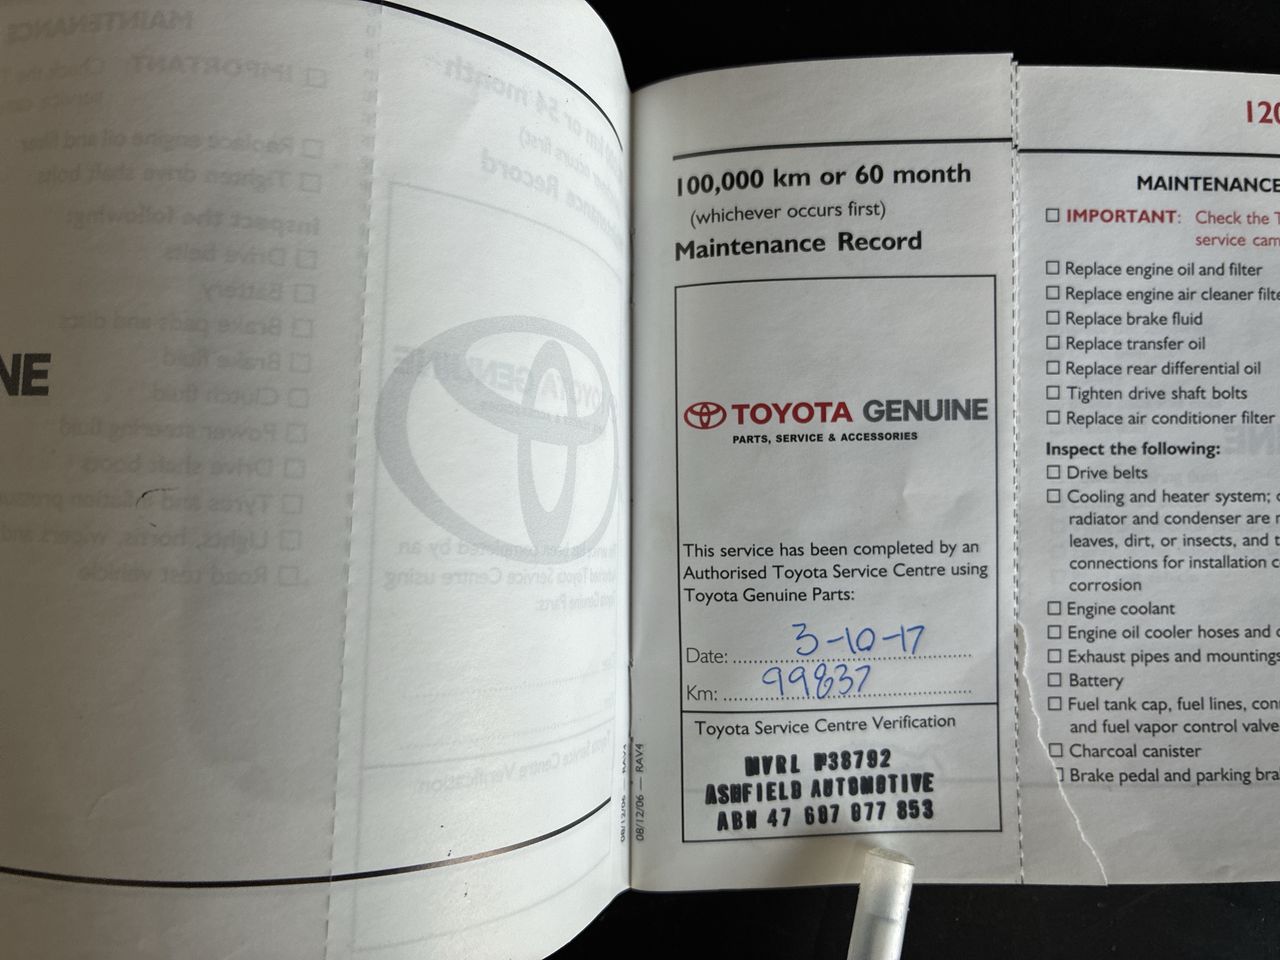 NE
100,000 km or 60 month
(whichever occurs first)
Maintenance Record
TOYOTA GENUINE
PARTS, SERVICE & ACCESSORIES
This service has been completed by an
Authorised Toyota Service Centre using
Toyota Genuine Parts:
Date: 3-10-17
Km: 99837
Toyota Service Centre Verification
MVRL #38792
ASHFIELD AUTOMOTIVE
ABN 47 607 077 853
08/12/06 — RAV4
120
MAINTENANCE
☐ IMPORTANT: Check the T
service cam
☐ Replace engine oil and filter
☐ Replace engine air cleaner filte
☐ Replace brake fluid
☐ Replace transfer oil
☐ Replace rear differential oil
☐ Tighten drive shaft bolts
☐ Replace air conditioner filter
Inspect the following:
☐ Drive belts
☐ Cooling and heater system;
radiator and condenser are
leaves, dirt, or insects, and t
connections for installation c
corrosion
☐ Engine coolant
☐ Engine oil cooler hoses and c
☐ Exhaust pipes and mountings
☐ Battery
☐ Fuel tank cap, fuel lines, con
and fuel vapor control valve
☐ Charcoal canister
☐ Brake pedal and parking bra